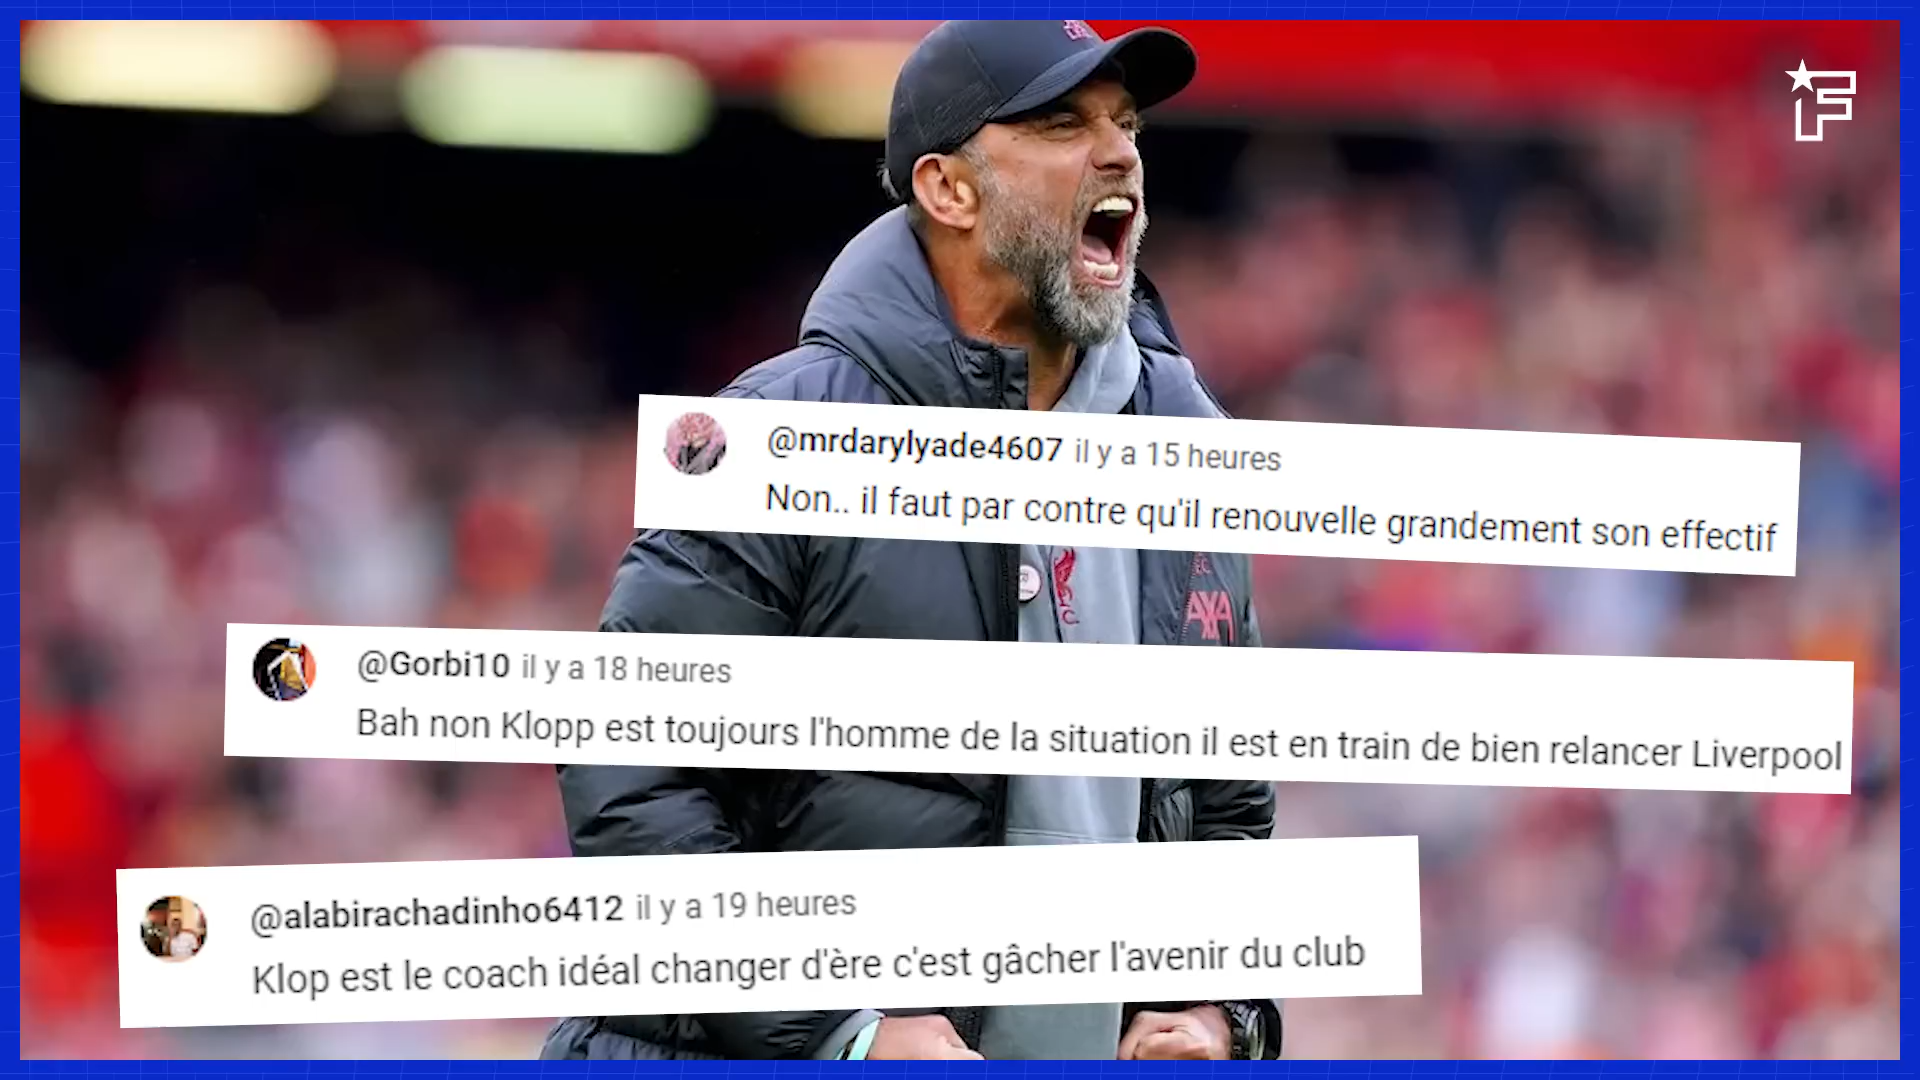 @mrdarylyade4607 il y a 15 heures
Non.. il faut par contre qu'il renouvelle grandement son effectif
AXA
@Gorbi10 il y a 18 heures
Bah non Klopp est toujours l'homme de la situation il est en train de bien relancer Liverpool
@alabirachadinho6412 il y a 19 heures
Klop est le coach idéal changer d'ère c'est gâcher l'avenir du club